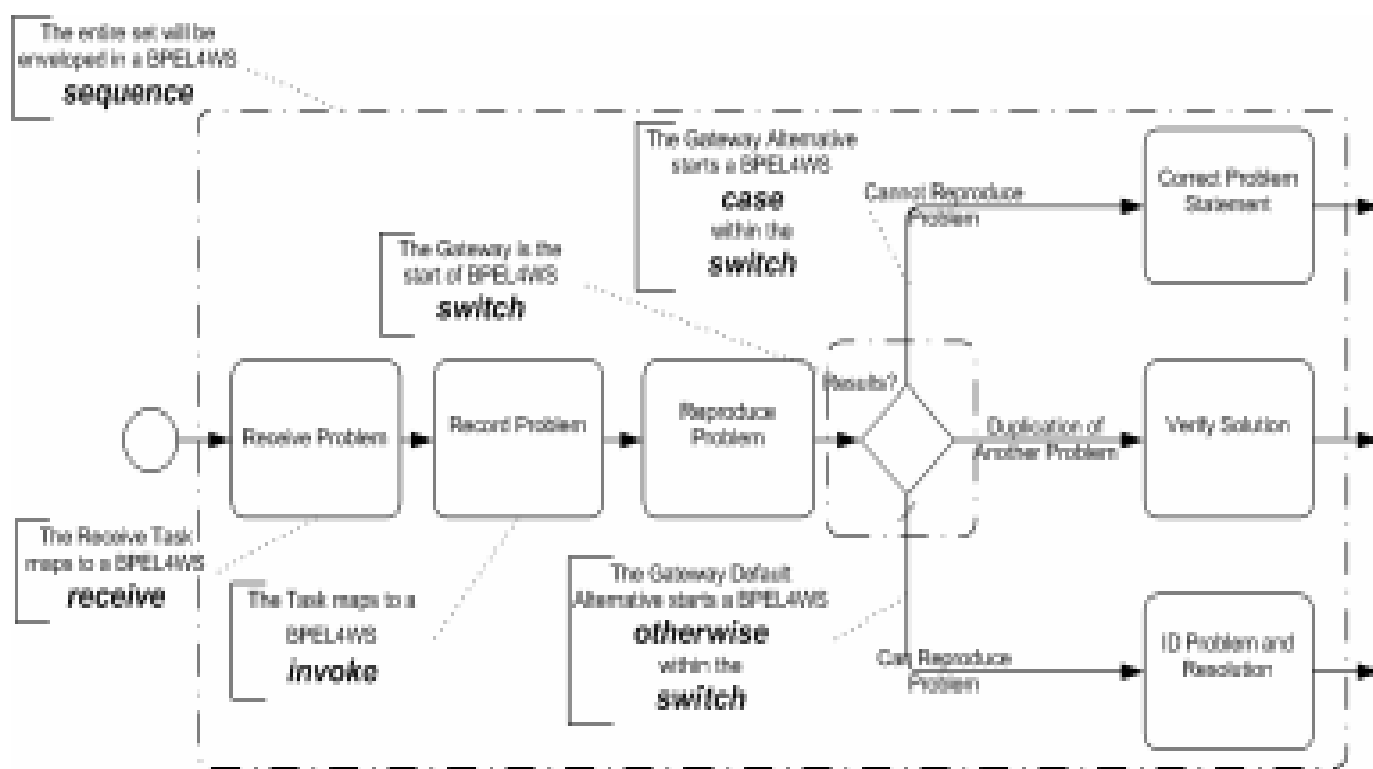 The entire set will be
enveloped in a BPEL4WS
sequence
The Gateway Alternative
starts a BPEL4WS
case
within the
switch
Cannot Reproduce
Problem
Correct Problem
Statement
The Gateway is the
start of BPEL4WS
switch
Results?
Receive Problem
Record Problem
Reproduce
Problem
Duplication of
Another Problem
Verify Solution
The Receive Task
maps to a BPEL4WS
receive
The Task maps to a
BPEL4WS
invoke
The Gateway Default
Alternative starts a BPEL4WS
otherwise
within the
switch
Can Reproduce
Problem
ID Problem and
Resolution